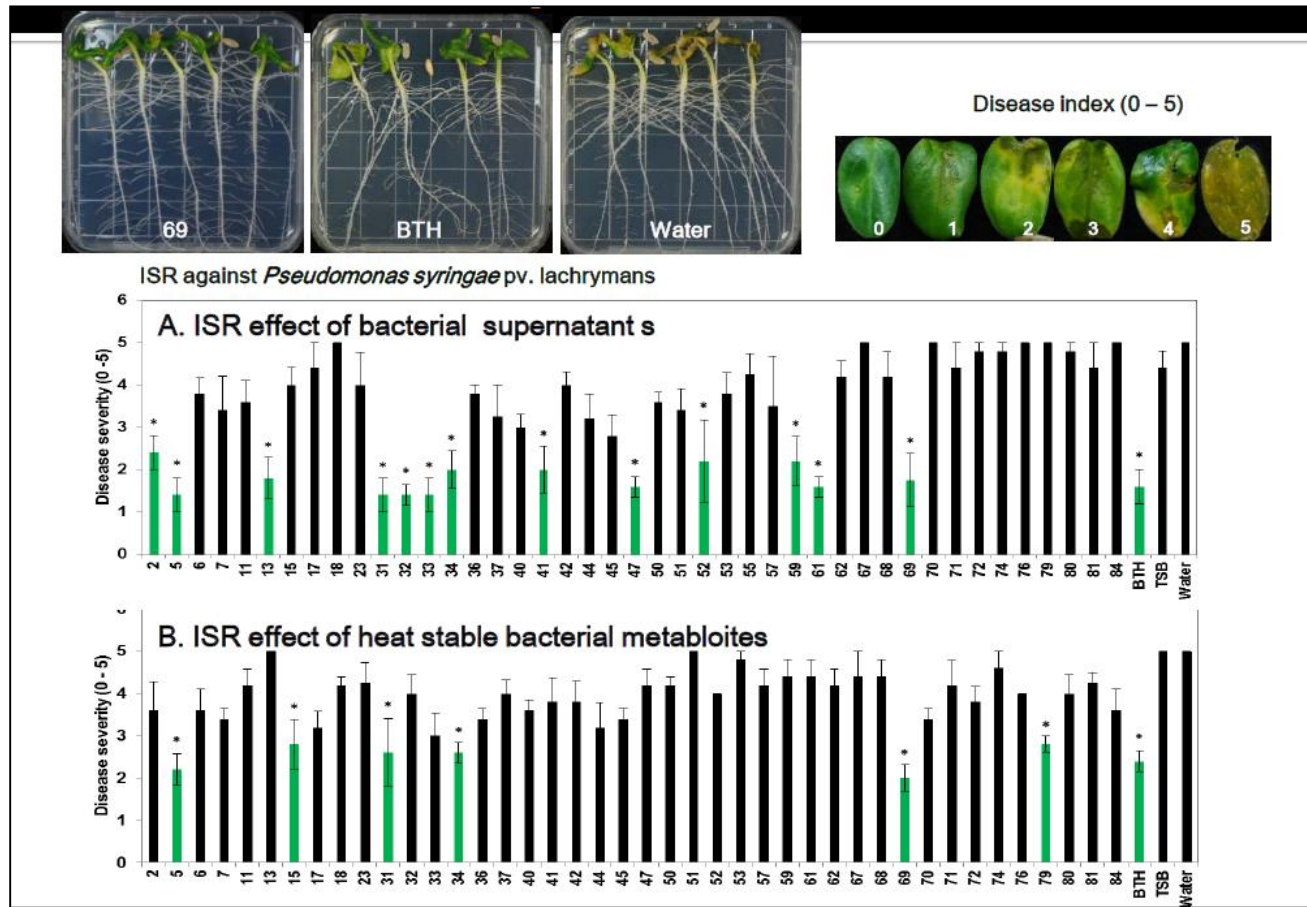 69
BTH
Water
Disease index (0 – 5)
0 1 2 3 4 5
ISR against Pseudomonas syringae pv. lachrymans
A. ISR effect of bacterial supernatant s
Disease severity (0 -5)
6
5
4
3
2
1
0
* * * * * * * * * * * * * *
2 5 6 7 11 13 15 17 18 23 31 32 33 34 36 37 40 41 42 44 45 47 50 51 52 53 55 57 59 61 62 67 68 69 70 71 72 74 76 79 80 81 84 BTH TSB Water
B. ISR effect of heat stable bacterial metabloites
Disease severity (0 - 5)
5
4
3
2
1
0
* * * * * * *
2 5 6 7 11 13 15 17 18 23 31 32 33 34 36 37 40 41 42 44 45 47 50 51 52 53 57 59 61 62 67 68 69 70 71 72 74 76 79 80 81 84 BTH TSB Water